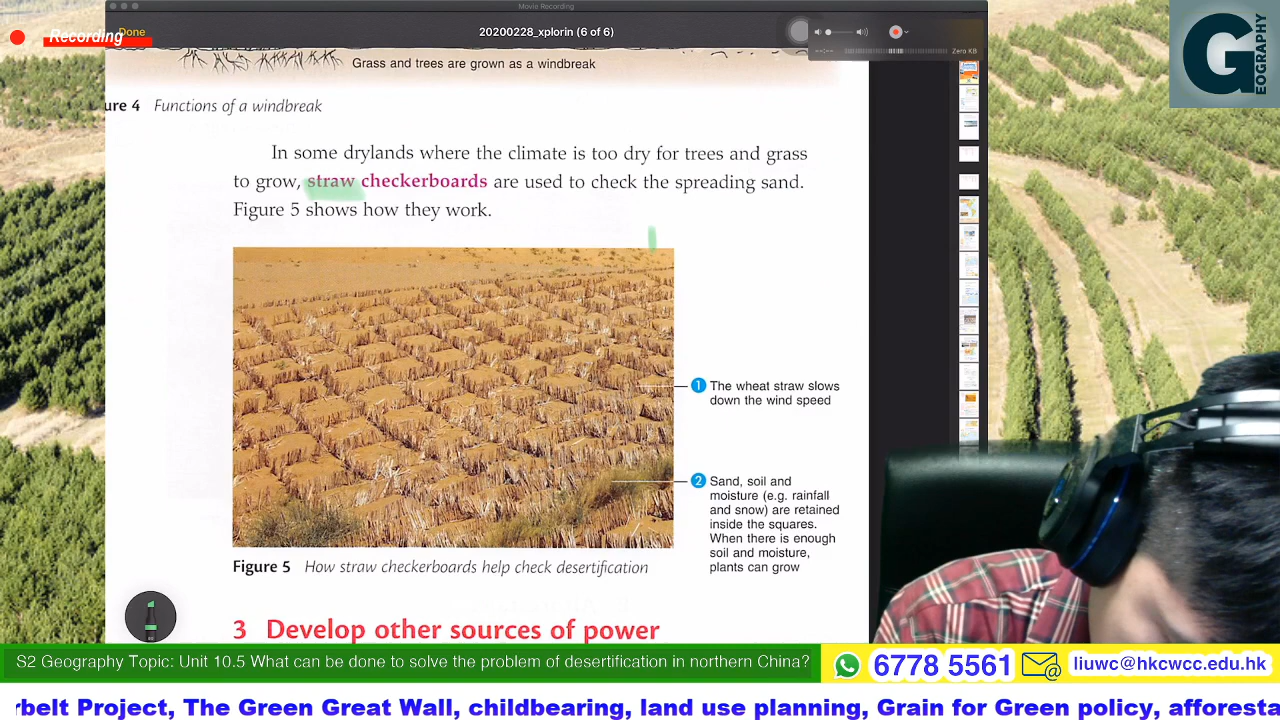 Movie Recording
Recording
Done
20200228_xplorin (6 of 6)
Zero KB
G
EOGRAPHY
Grass and trees are grown as a windbreak
ure 4 Functions of a windbreak
In some drylands where the climate is too dry for trees and grass
to grow, straw checkerboards are used to check the spreading sand.
Figure 5 shows how they work.
1 The wheat straw slows
down the wind speed
2 Sand, soil and
moisture (e.g. rainfall
and snow) are retained
inside the squares.
When there is enough
soil and moisture,
plants can grow
Figure 5 How straw checkerboards help check desertification
3 Develop other sources of power
S2 Geography Topic: Unit 10.5 What can be done to solve the problem of desertification in northern China?
6778 5561
liuwc@hkcwcc.edu.hk
rbelt Project, The Green Great Wall, childbearing, land use planning, Grain for Green policy, afforesta